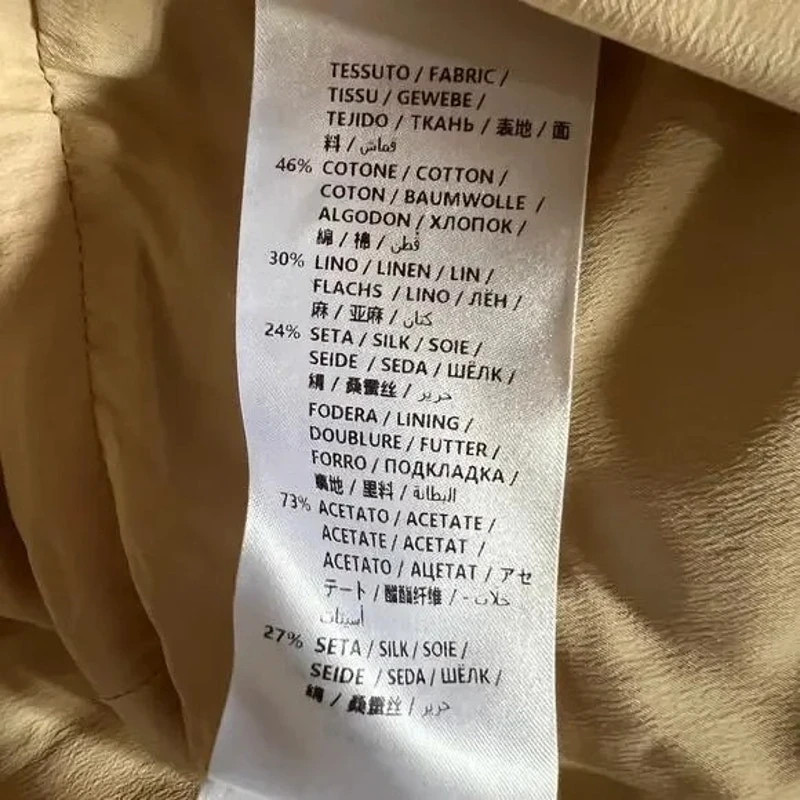 TESSUTO / FABRIC /
TISSU / GEWEBE /
TEJIDO / ТКАНЬ / 表地 / 面
料 / قماش
46% COTONE / COTTON /
COTON / BAUMWOLLE /
ALGODON / ХЛОПОК /
綿 / 棉 / قطن
30% LINO / LINEN / LIN /
FLACHS / LINO / ЛЁН /
麻 / 亚麻 / كتان
24% SETA / SILK / SOIE /
SEIDE / SEDA / ШЁЛК /
絹 / 桑蚕丝 / حرير
FODERA / LINING /
DOUBLURE / FUTTER /
FORRO / ПОДКЛАДКА /
裏地 / 里料 / البطانة
73% ACETATO / ACETATE /
ACETATE / ACETAT /
ACETATO / АЦЕТАТ / アセ
テート / 醋酯纤维 / - خلات
أسيتات
27% SETA / SILK / SOIE /
SEIDE / SEDA / ШЁЛК /
絹 / 桑蚕丝 / حرير